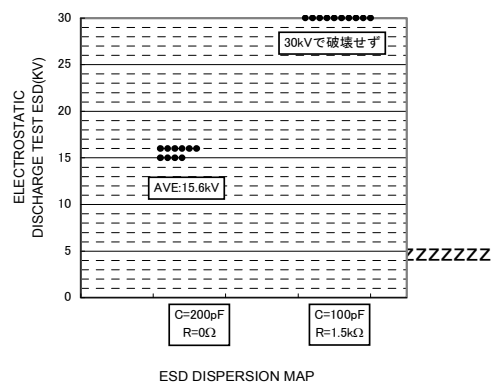 30
25
20
15
10
5
0
ELECTROSTATIC
DISCHARGE TEST ESD(KV)
30kVで破壊せず
AVE:15.6kV
ZZZZZZZ
C=200pF
R=0Ω
C=100pF
R=1.5kΩ
ESD DISPERSION MAP